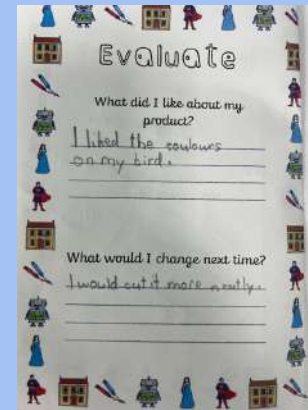 Evaluate
What did I like about my
product?
I liked the coulours
on my bird.
What would I change next time?
I would cut it more neatly.